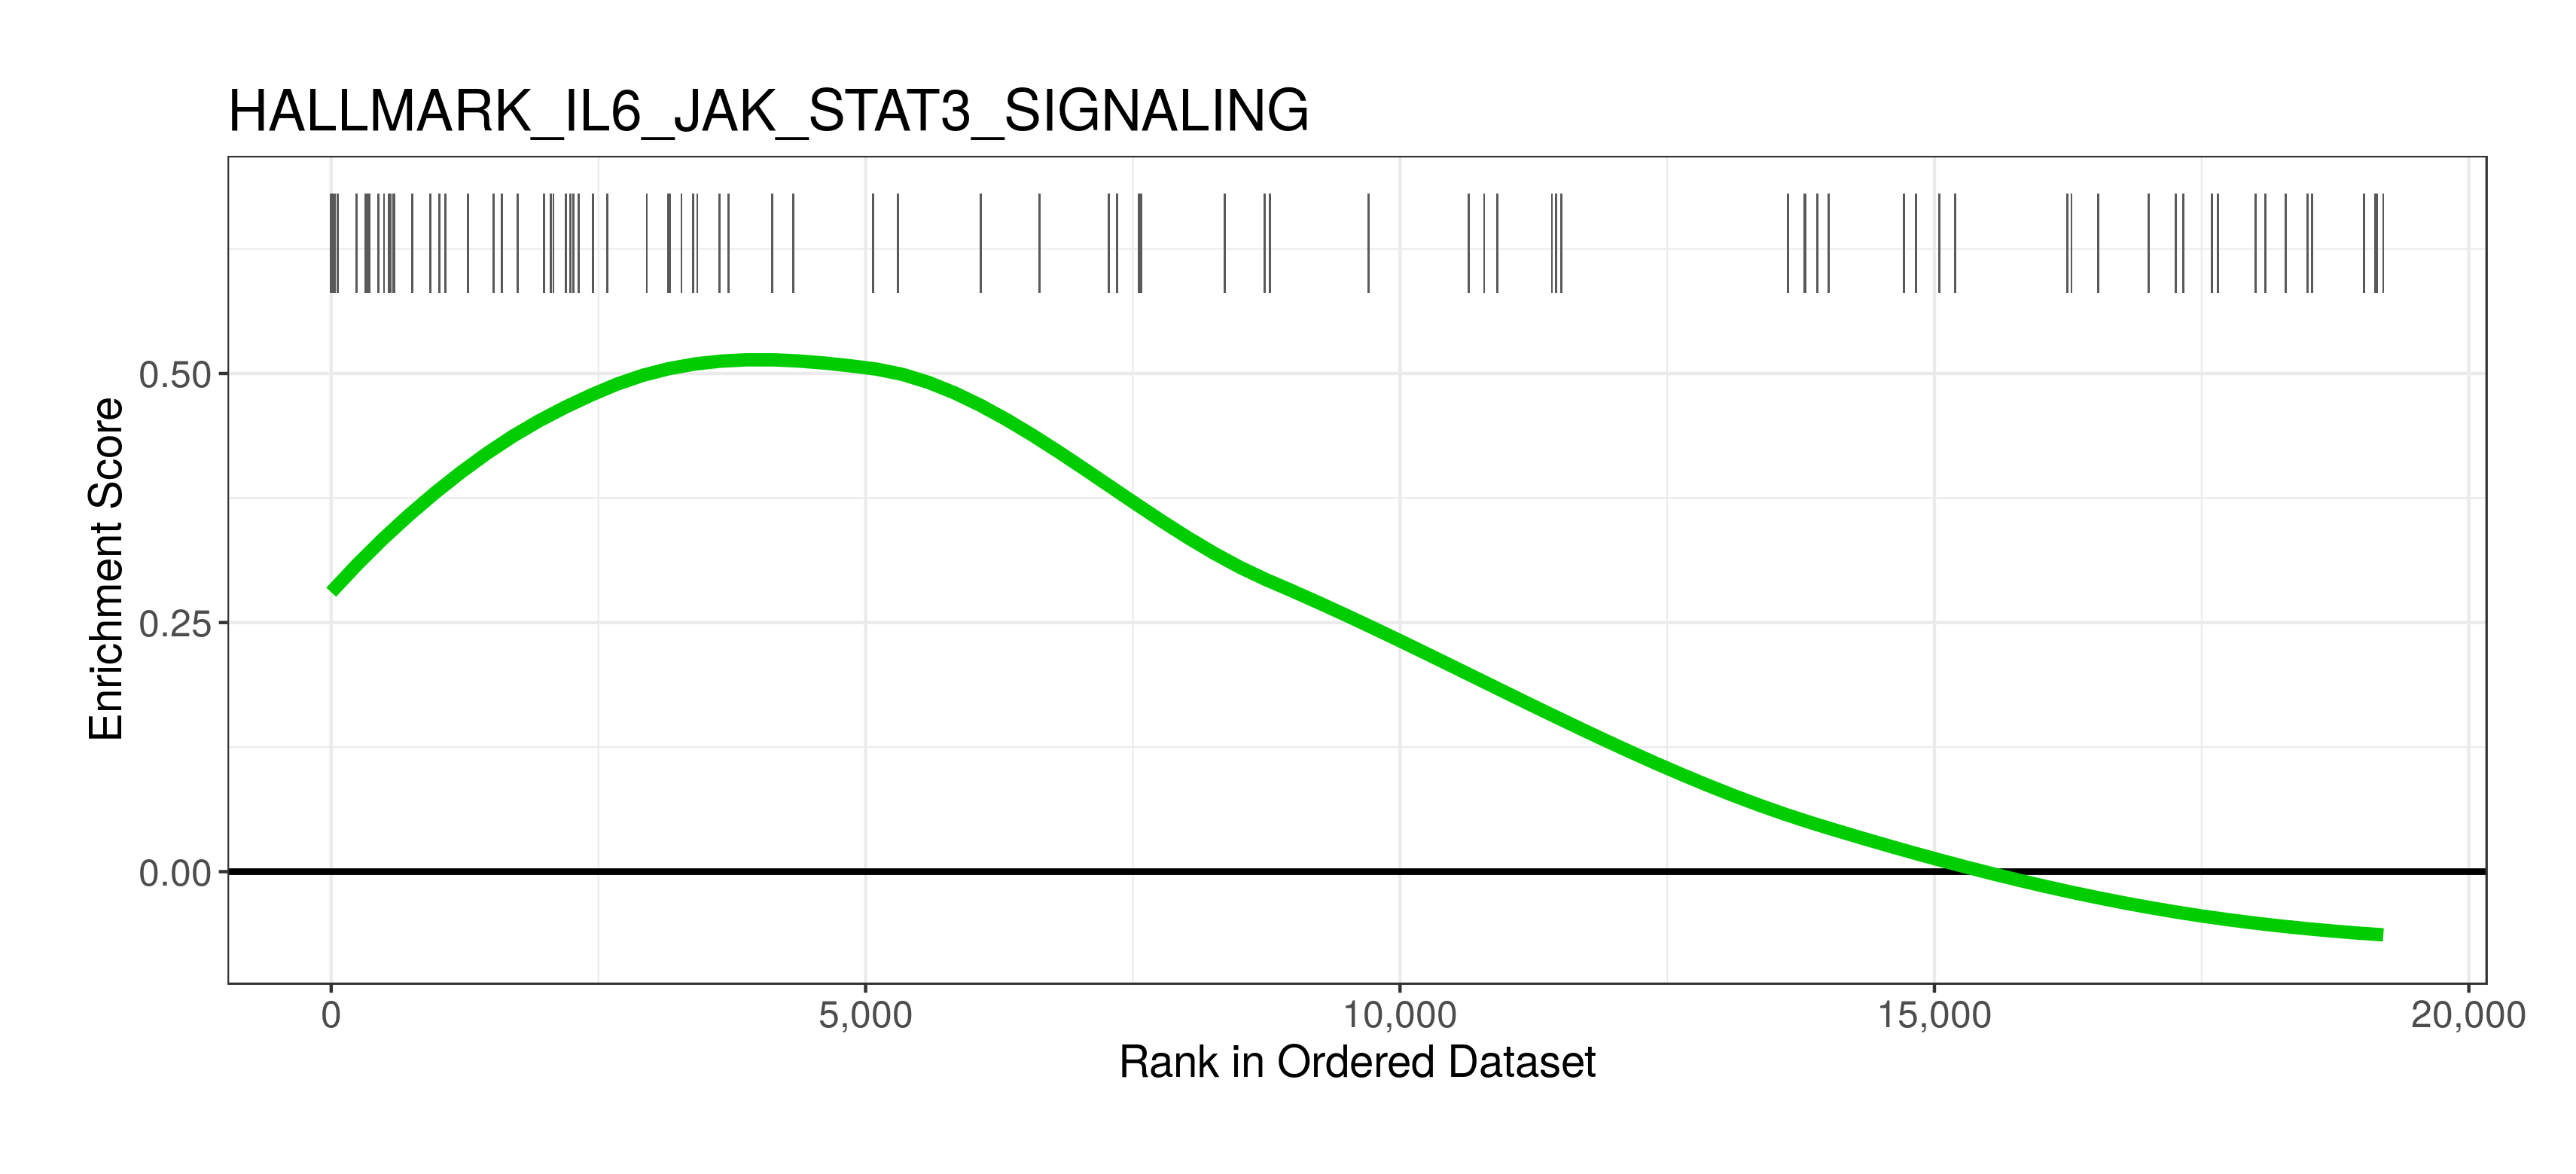 HALLMARK_IL6_JAK_STAT3_SIGNALING
Enrichment Score
0.50
0.25
0.00
0 5,000 10,000 15,000 20,000
Rank in Ordered Dataset